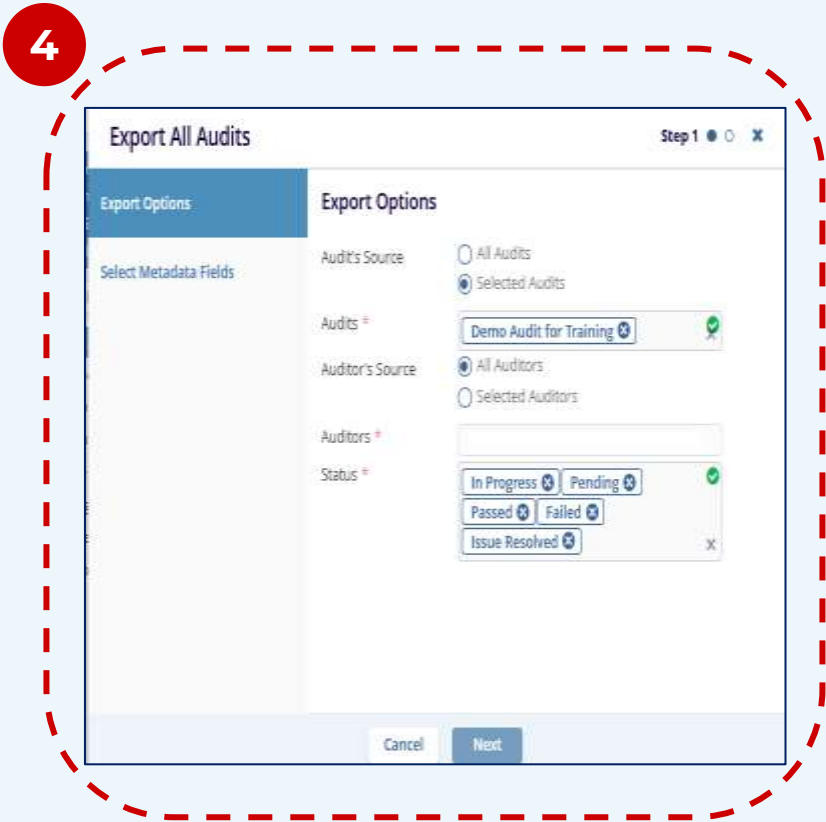 4
Export All Audits
Step 1
Export Options
Select Metadata Fields
Export Options
Audit's Source
All Audits
Selected Audits
Audits *
Demo Audit for Training
Auditor's Source
All Auditors
Selected Auditors
Auditors *
Status *
In Progress Pending
Passed Failed
Issue Resolved
Cancel Next